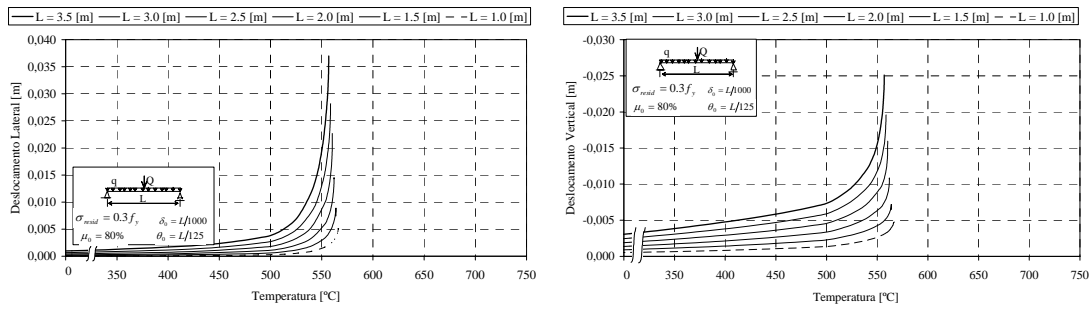 L = 3.5 [m] L = 3.0 [m] L = 2.5 [m] L = 2.0 [m] L = 1.5 [m] L = 1.0 [m]
Deslocamento Lateral [m]
0,040
0,035
0,030
0,025
0,020
0,015
0,010
0,005
0,000
q Q
L
σresid = 0.3fy δ0 = L/1000
μ0 = 80% θ0 = L/125
0 350 400 450 500 550 600 650 700 750
Temperatura [ºC]
L = 3.5 [m] L = 3.0 [m] L = 2.5 [m] L = 2.0 [m] L = 1.5 [m] L = 1.0 [m]
Deslocamento Vertical [m]
-0,030
-0,025
-0,020
-0,015
-0,010
-0,005
0,000
q Q
L
σresid = 0.3fy δ0 = L/1000
μ0 = 80% θ0 = L/125
0 350 400 450 500 550 600 650 700 750
Temperatura [ºC]